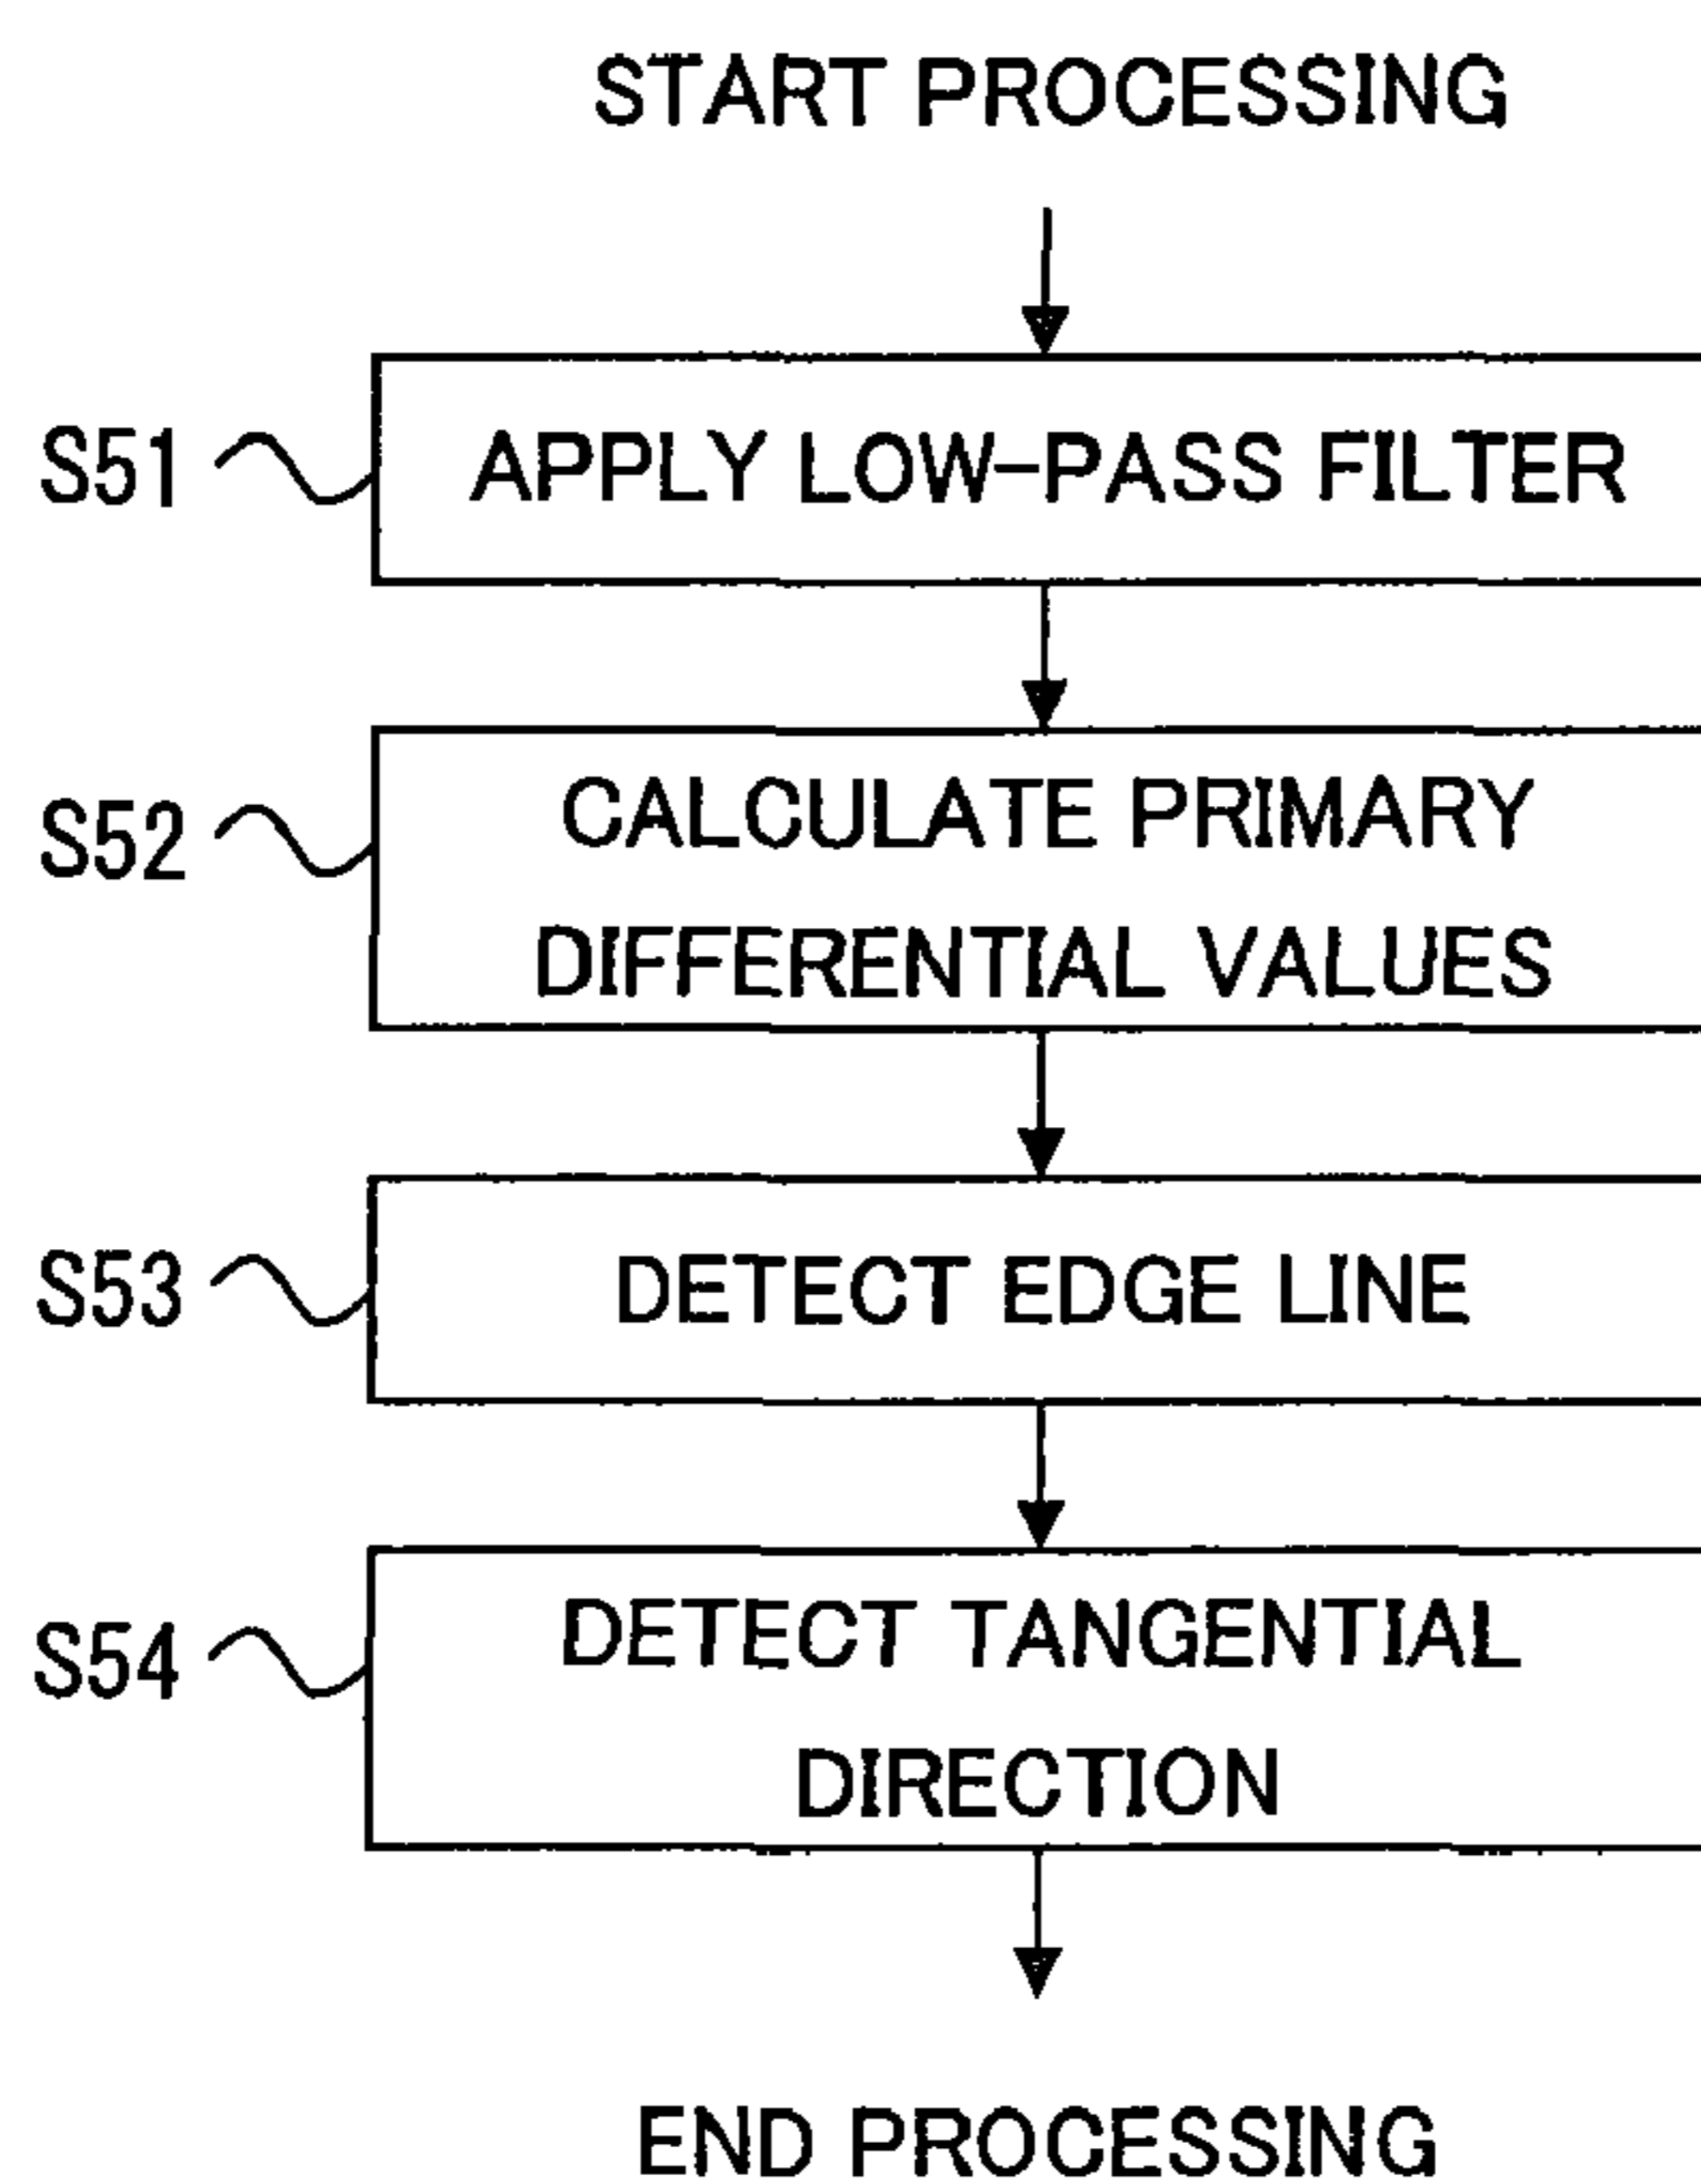 START PROCESSING
S51 APPLY LOW-PASS FILTER
S52 CALCULATE PRIMARY
DIFFERENTIAL VALUES
S53 DETECT EDGE LINE
S54 DETECT TANGENTIAL
DIRECTION
END PROCESSING